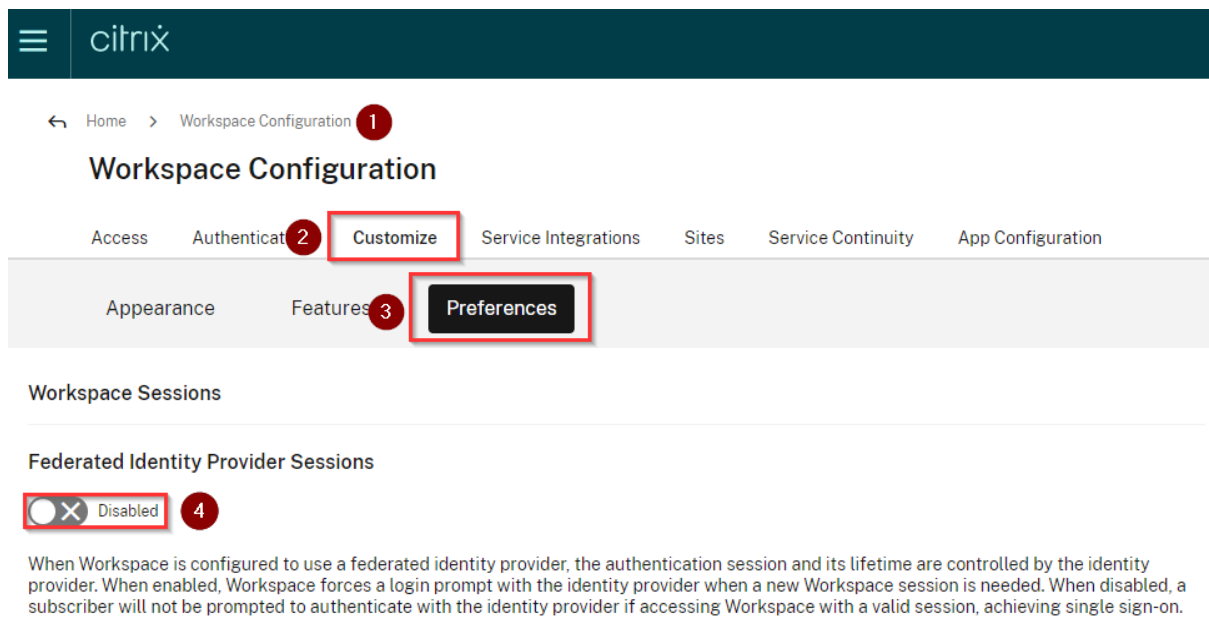 citrix
Home > Workspace Configuration 1
Workspace Configuration
Access Authenticat 2 Customize Service Integrations Sites Service Continuity App Configuration
Appearance Features 3 Preferences
Workspace Sessions
Federated Identity Provider Sessions
Disabled 4
When Workspace is configured to use a federated identity provider, the authentication session and its lifetime are controlled by the identity
provider. When enabled, Workspace forces a login prompt with the identity provider when a new Workspace session is needed. When disabled, a
subscriber will not be prompted to authenticate with the identity provider if accessing Workspace with a valid session, achieving single sign-on.